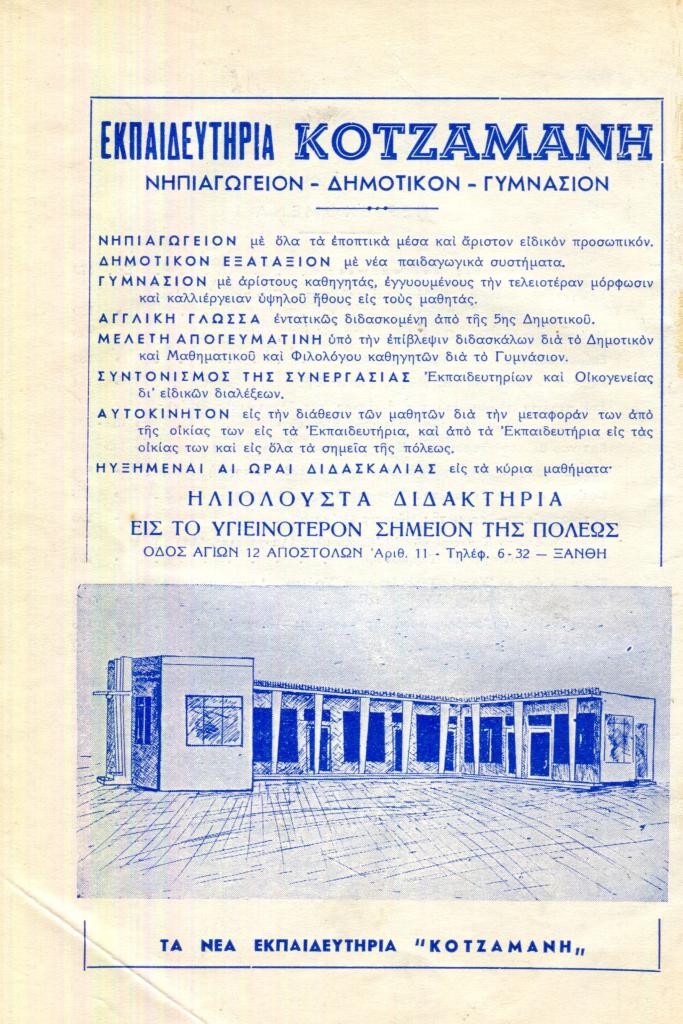 ΕΚΠΑΙΔΕΥΤΗΡΙΑ ΚΟΤΖΑΜΑΝΗ
ΝΗΠΙΑΓΩΓΕΙΟΝ - ΔΗΜΟΤΙΚΟΝ - ΓΥΜΝΑΣΙΟΝ
ΝΗΠΙΑΓΩΓΕΙΟΝ μὲ ὅλα τὰ ἐποπτικὰ μέσα καὶ ἄριστον εἰδικὸν προσωπικόν.
ΔΗΜΟΤΙΚΟΝ ΕΞΑΤΑΞΙΟΝ μὲ νέα παιδαγωγικὰ συστήματα.
ΓΥΜΝΑΣΙΟΝ μὲ ἀρίστους καθηγητάς, ἐγγυουμένους τὴν τελειοτέραν μόρφωσιν
καὶ καλλιέργειαν ὑψηλοῦ ἤθους εἰς τοὺς μαθητάς.
ΑΓΓΛΙΚΗ ΓΛΩΣΣΑ ἐντατικῶς διδασκομένη ἀπὸ τῆς 5ης Δημοτικοῦ.
ΜΕΛΕΤΗ ΑΠΟΓΕΥΜΑΤΙΝΗ ὑπὸ τὴν ἐπίβλεψιν διδασκάλων διὰ τὸ Δημοτικὸν
καὶ Μαθηματικοῦ καὶ Φιλολόγου καθηγητῶν διὰ τὸ Γυμνάσιον.
ΣΥΝΤΟΝΙΣΜΟΣ ΤΗΣ ΣΥΝΕΡΓΑΣΙΑΣ Ἐκπαιδευτηρίων καὶ Οἰκογενείας
δι' εἰδικῶν διαλέξεων.
ΑΥΤΟΚΙΝΗΤΟΝ εἰς τὴν διάθεσιν τῶν μαθητῶν διὰ τὴν μεταφοράν των ἀπὸ
τῆς οἰκίας των εἰς τὰ Ἐκπαιδευτήρια, καὶ ἀπὸ τὰ Ἐκπαιδευτήρια εἰς τὰς
οἰκίας των καὶ εἰς ὅλα τὰ σημεῖα τῆς πόλεως.
ΗΥΞΗΜΕΝΑΙ ΑΙ ΩΡΑΙ ΔΙΔΑΣΚΑΛΙΑΣ εἰς τὰ κύρια μαθήματα·
ΗΛΙΟΛΟΥΣΤΑ ΔΙΔΑΚΤΗΡΙΑ
ΕΙΣ ΤΟ ΥΓΙΕΙΝΟΤΕΡΟΝ ΣΗΜΕΙΟΝ ΤΗΣ ΠΟΛΕΩΣ
ΟΔΟΣ ΑΓΙΩΝ 12 ΑΠΟΣΤΟΛΩΝ Ἀριθ. 11 - Τηλέφ. 6-32 — ΞΑΝΘΗ
ΤΑ ΝΕΑ ΕΚΠΑΙΔΕΥΤΗΡΙΑ "ΚΟΤΖΑΜΑΝΗ„